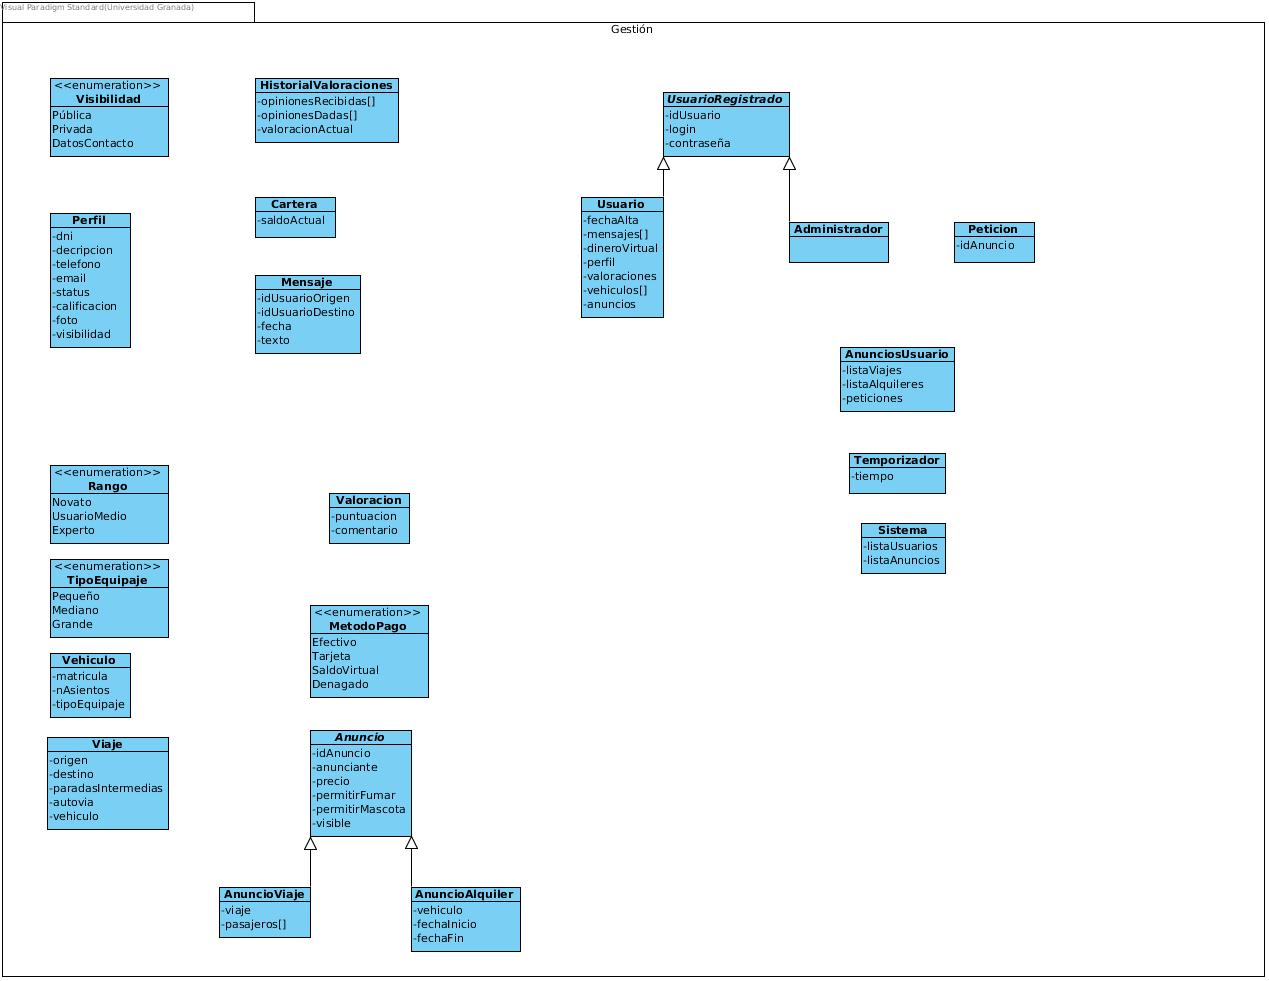 Visual Paradigm Standard(Universidad Granada)
Gestión
<<enumeration>>
Visibilidad
Pública
Privada
DatosContacto
HistorialValoraciones
-opinionesRecibidas[]
-opinionesDadas[]
-valoracionActual
UsuarioRegistrado
-idUsuario
-login
-contraseña
Perfil
-dni
-decripcion
-telefono
-email
-status
-calificacion
-foto
-visibilidad
Cartera
-saldoActual
Mensaje
-idUsuarioOrigen
-idUsuarioDestino
-fecha
-texto
Usuario
-fechaAlta
-mensajes[]
-dineroVirtual
-perfil
-valoraciones
-vehiculos[]
-anuncios
Administrador
Peticion
-idAnuncio
AnunciosUsuario
-listaViajes
-listaAlquileres
-peticiones
Temporizador
-tiempo
Sistema
-listaUsuarios
-listaAnuncios
<<enumeration>>
Rango
Novato
UsuarioMedio
Experto
Valoracion
-puntuacion
-comentario
<<enumeration>>
TipoEquipaje
Pequeño
Mediano
Grande
<<enumeration>>
MetodoPago
Efectivo
Tarjeta
SaldoVirtual
Denagado
Vehiculo
-matricula
-nAsientos
-tipoEquipaje
Viaje
-origen
-destino
-paradasIntermedias
-autovia
-vehiculo
Anuncio
-idAnuncio
-anunciante
-precio
-permitirFumar
-permitirMascota
-visible
AnuncioViaje
-viaje
-pasajeros[]
AnuncioAlquiler
-vehiculo
-fechaInicio
-fechaFin